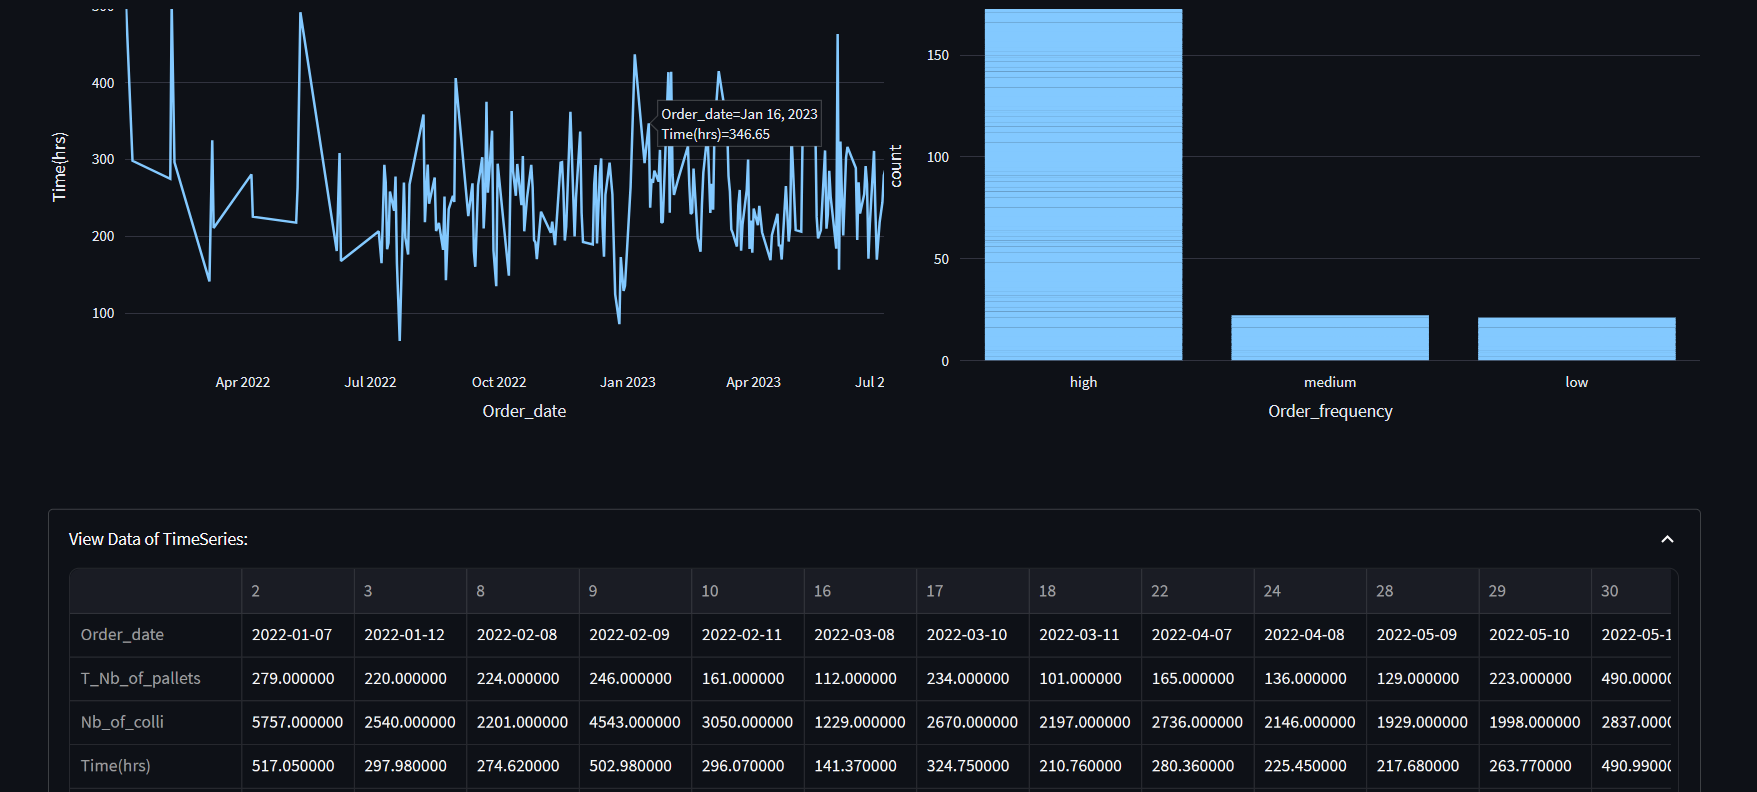 400
300
200
100
Time(hrs)
Order_date=Jan 16, 2023
Time(hrs)=346.65
Apr 2022
Jul 2022
Oct 2022
Jan 2023
Apr 2023
Jul 2
Order_date
150
100
50
0
count
high
medium
low
Order_frequency
View Data of TimeSeries:
2 3 8 9 10 16 17 18 22 24 28 29 30
Order_date 2022-01-07 2022-01-12 2022-02-08 2022-02-09 2022-02-11 2022-03-08 2022-03-10 2022-03-11 2022-04-07 2022-04-08 2022-05-09 2022-05-10 2022-05-1
T_Nb_of_pallets 279.000000 220.000000 224.000000 246.000000 161.000000 112.000000 234.000000 101.000000 165.000000 136.000000 129.000000 223.000000 490.0000
Nb_of_colli 5757.000000 2540.000000 2201.000000 4543.000000 3050.000000 1229.000000 2670.000000 2197.000000 2736.000000 2146.000000 1929.000000 1998.000000 2837.0000
Time(hrs) 517.050000 297.980000 274.620000 502.980000 296.070000 141.370000 324.750000 210.760000 280.360000 225.450000 217.680000 263.770000 490.9900